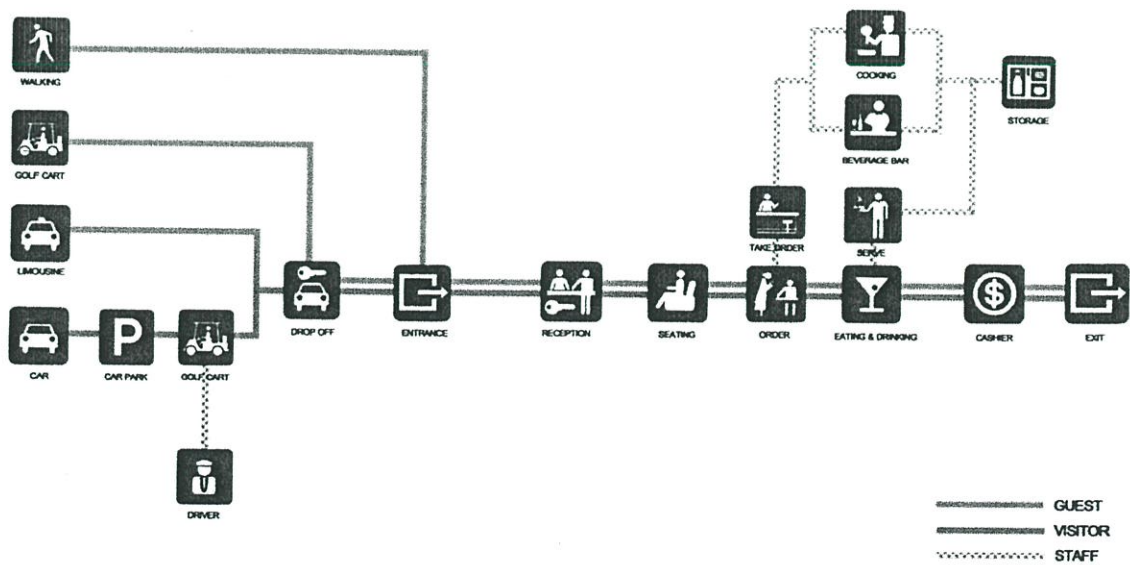 WALKING
GOLF CART
LIMOUSINE
CAR
P
CAR PARK
GOLF CART
DRIVER
DROP OFF
ENTRANCE
RECEPTION
SEATING
TAKE ORDER
ORDER
COOKING
BEVERAGE BAR
SERVE
STORAGE
EATING & DRINKING
$
CASHIER
EXIT
GUEST
VISITOR
STAFF